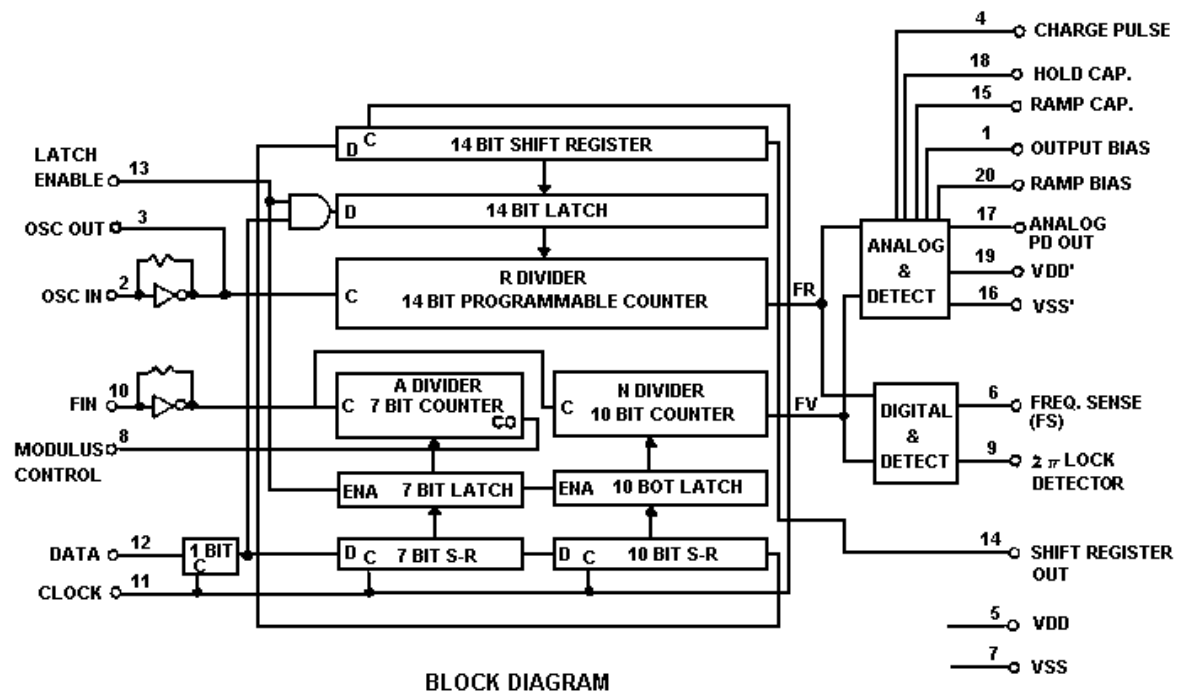 4
CHARGE PULSE
18
HOLD CAP.
15
RAMP CAP.
1
OUTPUT BIAS
20
RAMP BIAS
17
ANALOG
PD OUT
19
VDD'
16
VSS'
ANALOG
&
DETECT
FR
LATCH
ENABLE
13
OSC OUT
3
OSC IN
2
D
C
14 BIT SHIFT REGISTER
D
14 BIT LATCH
R DIVIDER
C
14 BIT PROGRAMMABLE COUNTER
FIN
10
MODULUS
CONTROL
8
A DIVIDER
C
7 BIT COUNTER
CO
N DIVIDER
C
10 BIT COUNTER
FV
DIGITAL
&
DETECT
6
FREQ. SENSE
(FS)
9
2 π LOCK
DETECTOR
ENA
7 BIT LATCH
ENA
10 BOT LATCH
DATA
12
1 BIT
C
CLOCK
11
D
C
7 BIT S-R
D
C
10 BIT S-R
14
SHIFT REGISTER
OUT
5
VDD
7
VSS
BLOCK DIAGRAM